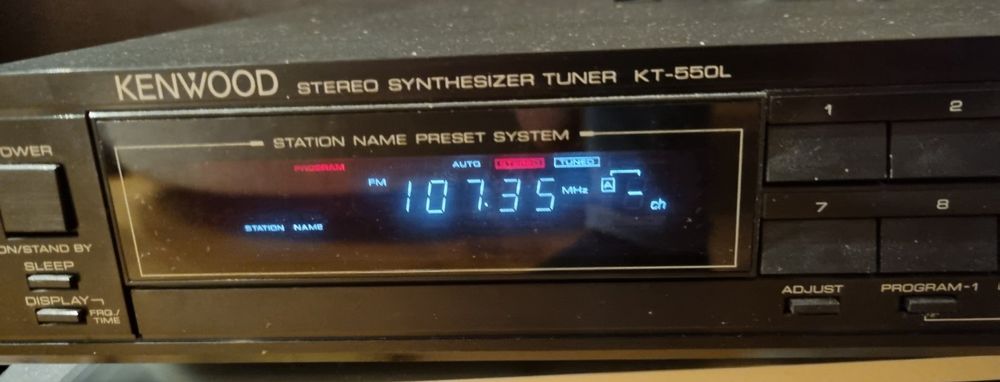 KENWOOD STEREO SYNTHESIZER TUNER KT-550L
STATION NAME PRESET SYSTEM
PROGRAM AUTO STEREO TUNED
FM 107.35 MHz A - ch
STATION NAME
ON/STAND BY
SLEEP
DISPLAY
FRQ./
TIME
1 2
7 8
ADJUST PROGRAM-1